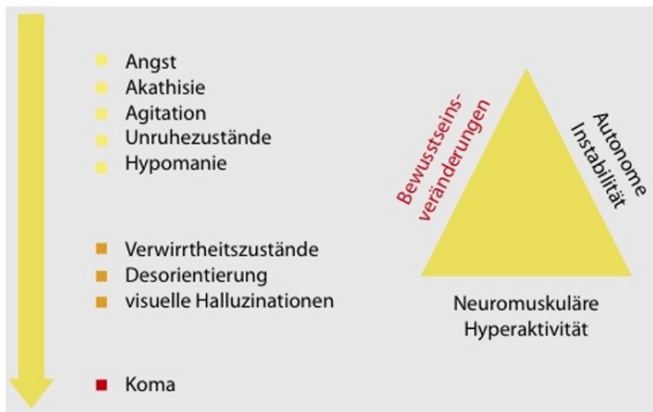 Angst
Akathisie
Agitation
Unruhezustände
Hypomanie
Verwirrtheitszustände
Desorientierung
visuelle Halluzinationen
Koma
Bewusstseins-
veränderungen
Autonome
Instabilität
Neuromuskuläre
Hyperaktivität